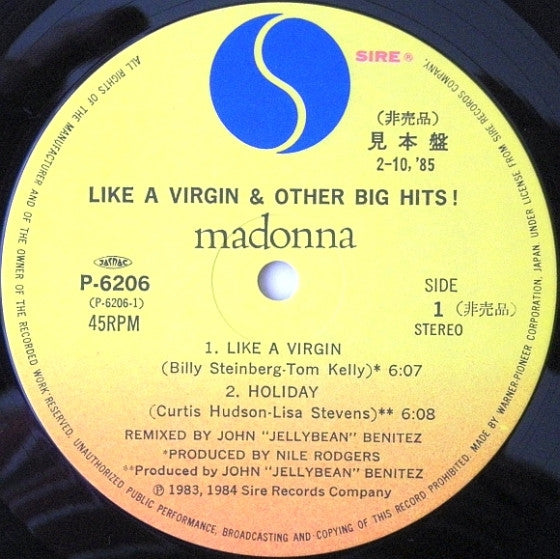 SIRE®
(非売品)
見本盤
2-10,'85
LIKE A VIRGIN & OTHER BIG HITS!
madonna
P-6206
(P-6206-1)
45RPM
SIDE
1 (非売品)
STEREO
1. LIKE A VIRGIN
(Billy Steinberg-Tom Kelly)* 6:07
2. HOLIDAY
(Curtis Hudson-Lisa Stevens)** 6:08
REMIXED BY JOHN "JELLYBEAN" BENITEZ
*PRODUCED BY NILE RODGERS
**Produced by JOHN "JELLYBEAN" BENITEZ
Ⓟ 1983, 1984 Sire Records Company
ALL RIGHTS OF THE MANUFACTURER AND OF THE OWNER OF THE RECORDED WORK RESERVED. UNAUTHORIZED PUBLIC PERFORMANCE, BROADCASTING AND COPYING OF THIS RECORD PROHIBITED. MADE BY WARNER-PIONEER CORPORATION, JAPAN UNDER LICENSE FROM SIRE RECORDS COMPANY.